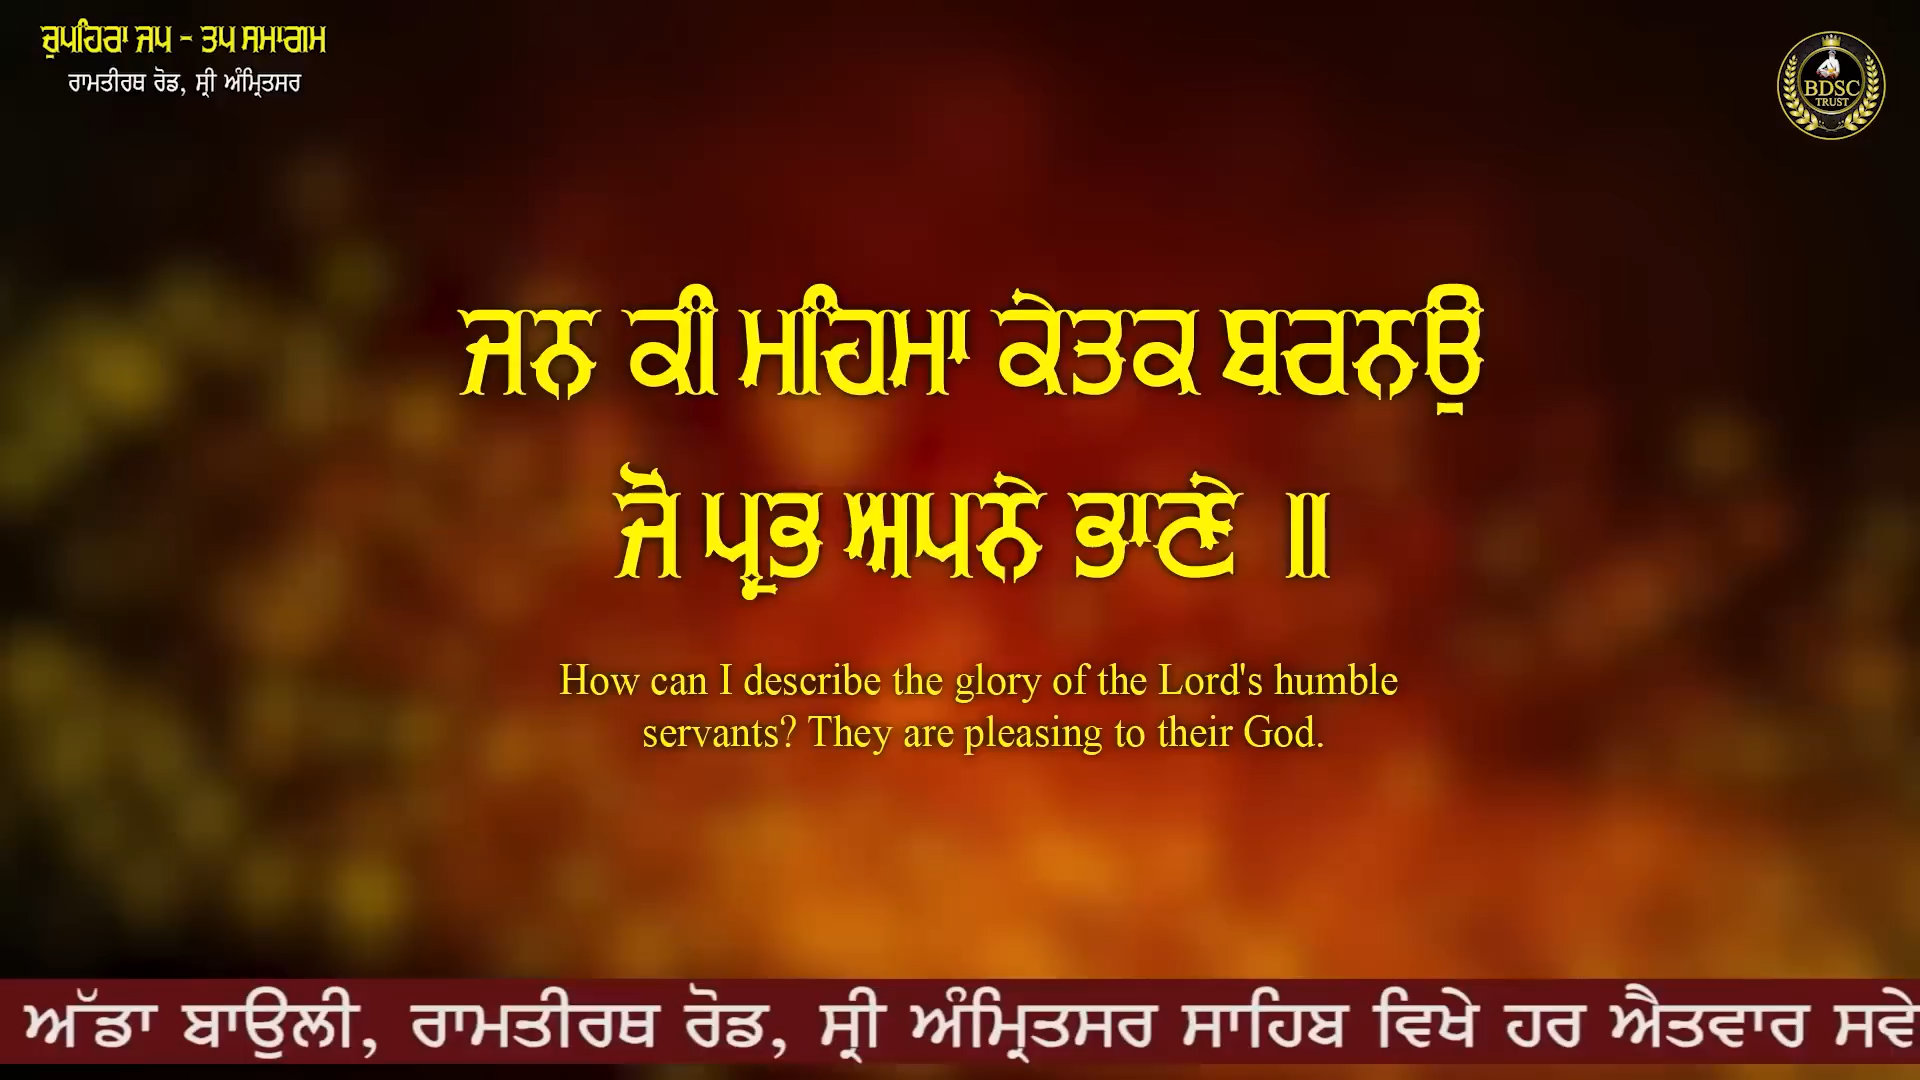 ਚੁਪਹਿਰਾ ਜਪ - ਤਪ ਸਮਾਗਮ
ਰਾਮਤੀਰਥ ਰੋਡ, ਸ੍ਰੀ ਅੰਮ੍ਰਿਤਸਰ
BDSC
TRUST
ਜਨ ਕੀ ਮਹਿਮਾ ਕੇਤਕ ਬਰਨਉ
ਜੋ ਪ੍ਰਭ ਅਪਨੇ ਭਾਣੇ ॥
How can I describe the glory of the Lord's humble
servants? They are pleasing to their God.
ਅੱਡਾ ਬਾਉਲੀ, ਰਾਮਤੀਰਥ ਰੋਡ, ਸ੍ਰੀ ਅੰਮ੍ਰਿਤਸਰ ਸਾਹਿਬ ਵਿਖੇ ਹਰ ਐਤਵਾਰ ਸਵੇ